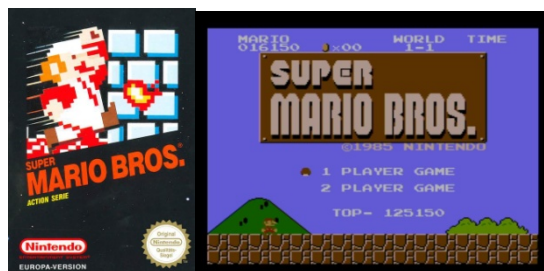 SUPER
MARIO BROS.
ACTION SERIE
Original
Nintendo
Nintendo
EUROPA-VERSION
MARIO WORLD TIME
016150 x00 1-1
SUPER
MARIO BROS.
©1985 NINTENDO
1 PLAYER GAME
2 PLAYER GAME
TOP- 125150